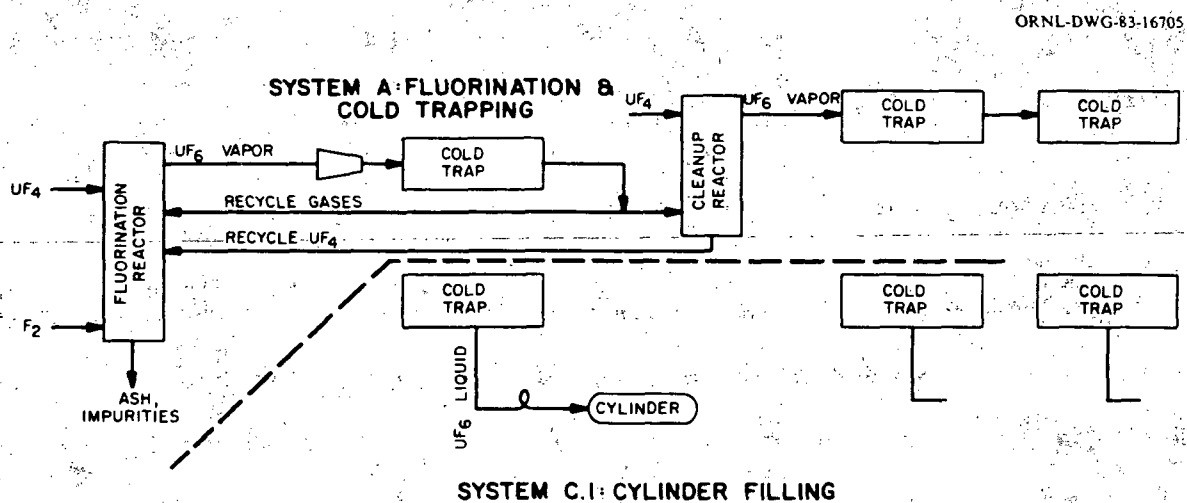 ORNL-DWG-83-16705
SYSTEM A: FLUORINATION &
COLD TRAPPING
UF4
UF6 VAPOR
COLD
TRAP
COLD
TRAP
CLEANUP
REACTOR
UF6 VAPOR
COLD
TRAP
UF4
RECYCLE GASES
FLUORINATION
REACTOR
RECYCLE UF4
COLD
TRAP
COLD
TRAP
COLD
TRAP
F2
UF6 LIQUID
CYLINDER
ASH,
IMPURITIES
SYSTEM C.I: CYLINDER FILLING